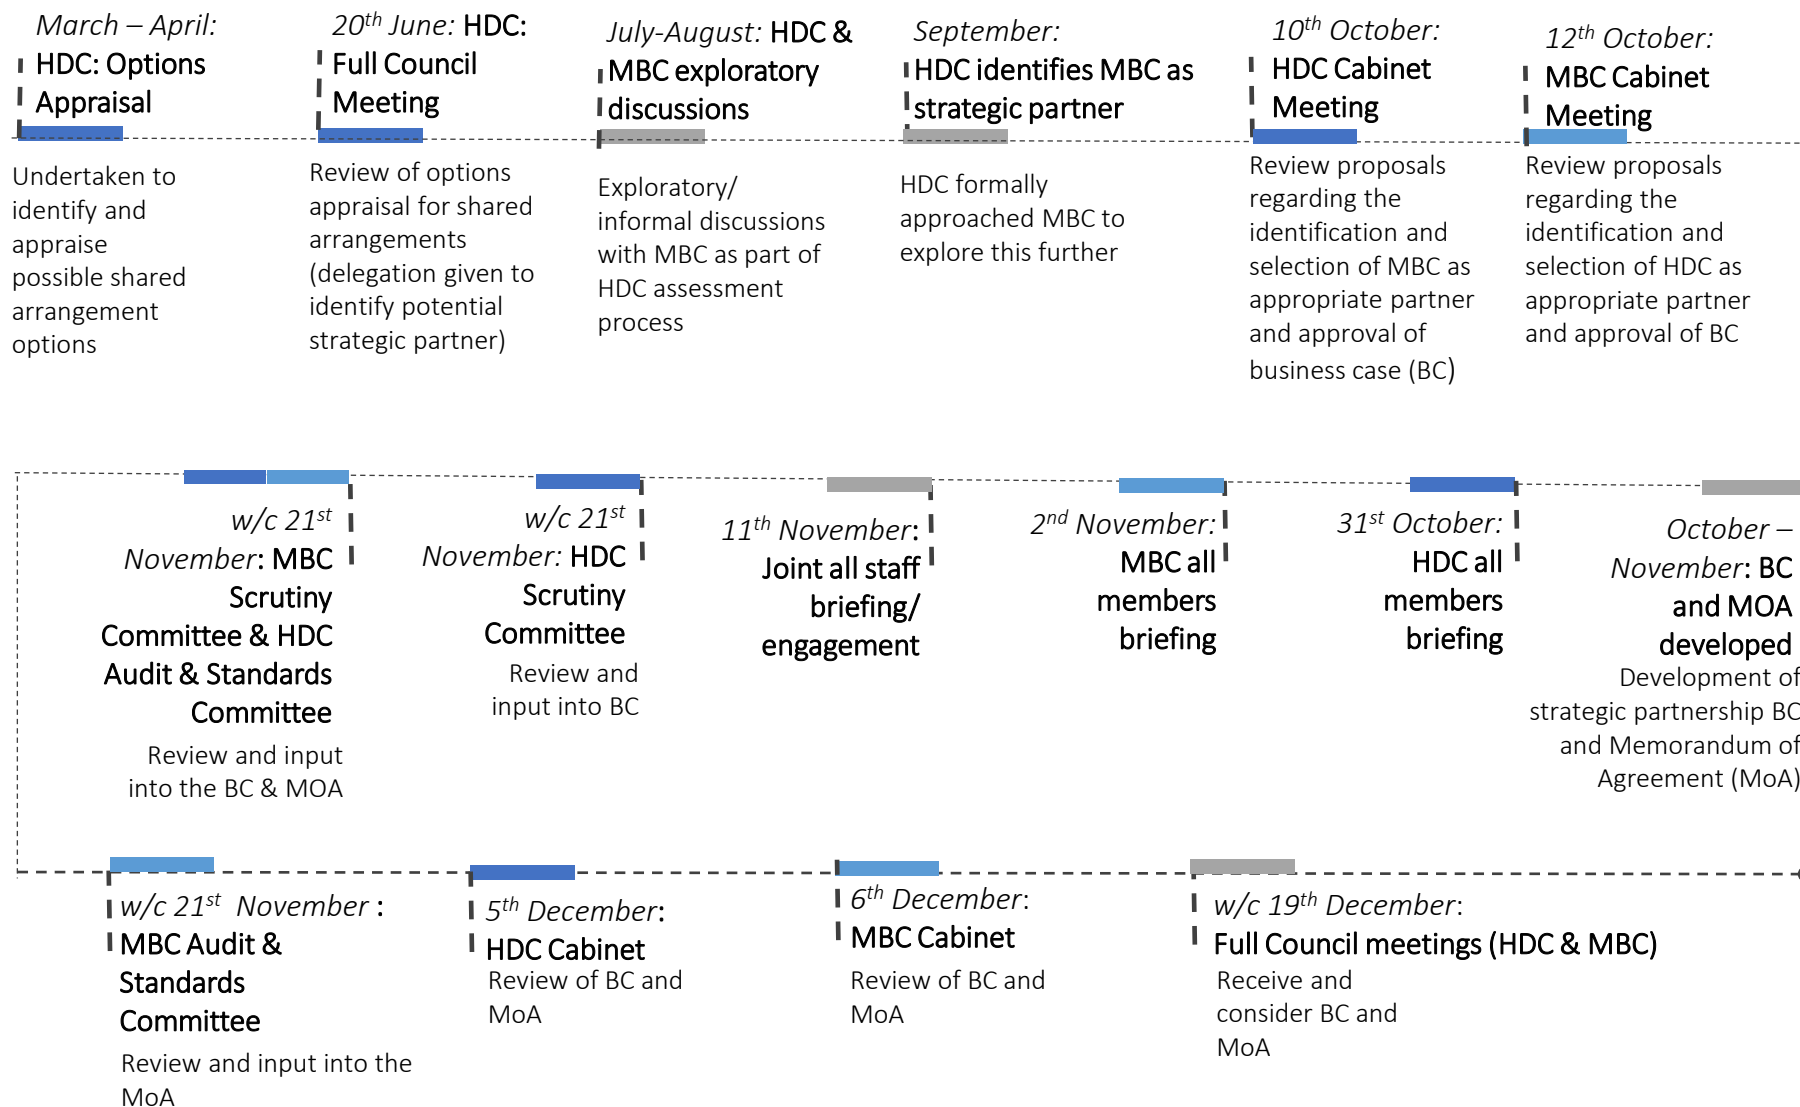 March – April:
HDC: Options
Appraisal
Undertaken to
identify and
appraise
possible shared
arrangement
options
20th June: HDC:
Full Council
Meeting
Review of options
appraisal for shared
arrangements
(delegation given to
identify potential
strategic partner)
July-August: HDC &
MBC exploratory
discussions
Exploratory/
informal discussions
with MBC as part of
HDC assessment
process
September:
HDC identifies MBC as
strategic partner
HDC formally
approached MBC to
explore this further
10th October:
HDC Cabinet
Meeting
Review proposals
regarding the
identification and
selection of MBC as
appropriate partner
and approval of
business case (BC)
12th October:
MBC Cabinet
Meeting
Review proposals
regarding the
identification and
selection of HDC as
appropriate partner
and approval of BC
October –
November: BC
and MOA
developed
Development of
strategic partnership BC
and Memorandum of
Agreement (MoA)
31st October:
HDC all
members
briefing
2nd November:
MBC all
members
briefing
11th November:
Joint all staff
briefing/
engagement
w/c 21st
November: HDC
Scrutiny
Committee
Review and
input into BC
w/c 21st
November: MBC
Scrutiny
Committee & HDC
Audit & Standards
Committee
Review and input
into the BC & MOA
w/c 21st November :
MBC Audit &
Standards
Committee
Review and input into the
MoA
5th December:
HDC Cabinet
Review of BC and
MoA
6th December:
MBC Cabinet
Review of BC and
MoA
w/c 19th December:
Full Council meetings (HDC & MBC)
Receive and
consider BC and
MoA